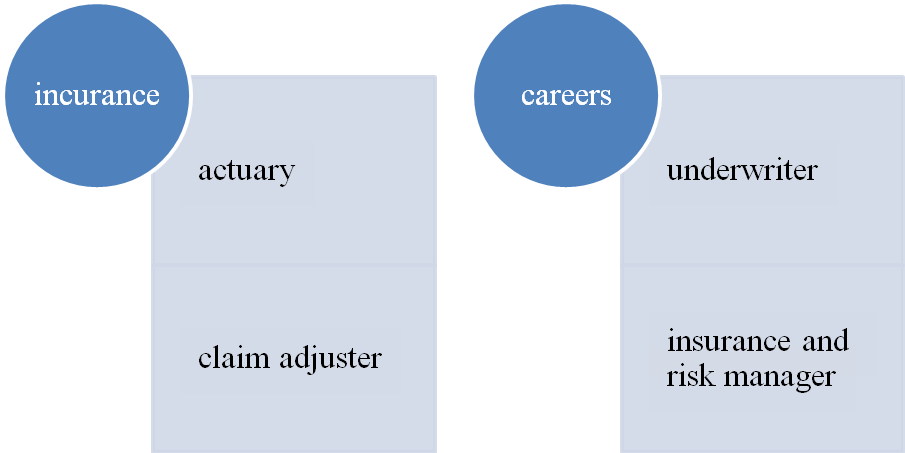 incurance
actuary
claim adjuster
careers
underwriter
insurance and
risk manager